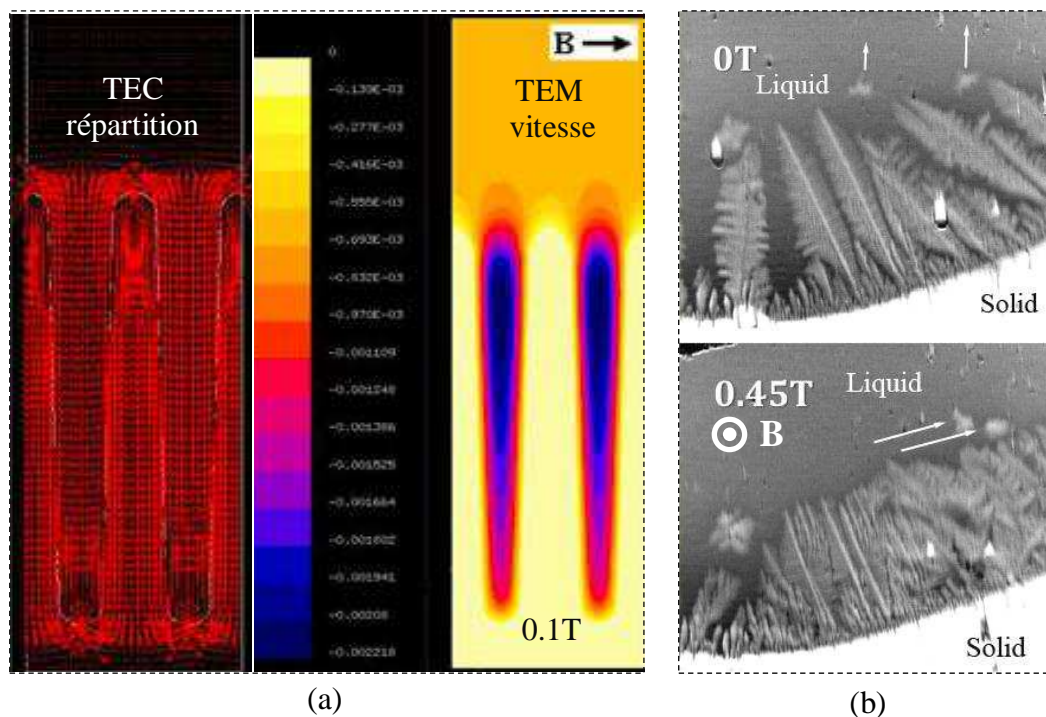 TEC
répartition
0
-0.139E-03
-0.277E-03
-0.416E-03
-0.555E-03
-0.693E-03
-0.832E-03
-0.970E-03
-0.001109
-0.001248
-0.001386
-0.001525
-0.001664
-0.001802
-0.001941
-0.00208
-0.002218
B
TEM
vitesse
0.1T
(a)
0T
Liquid
Solid
0.45T
B
Liquid
Solid
(b)